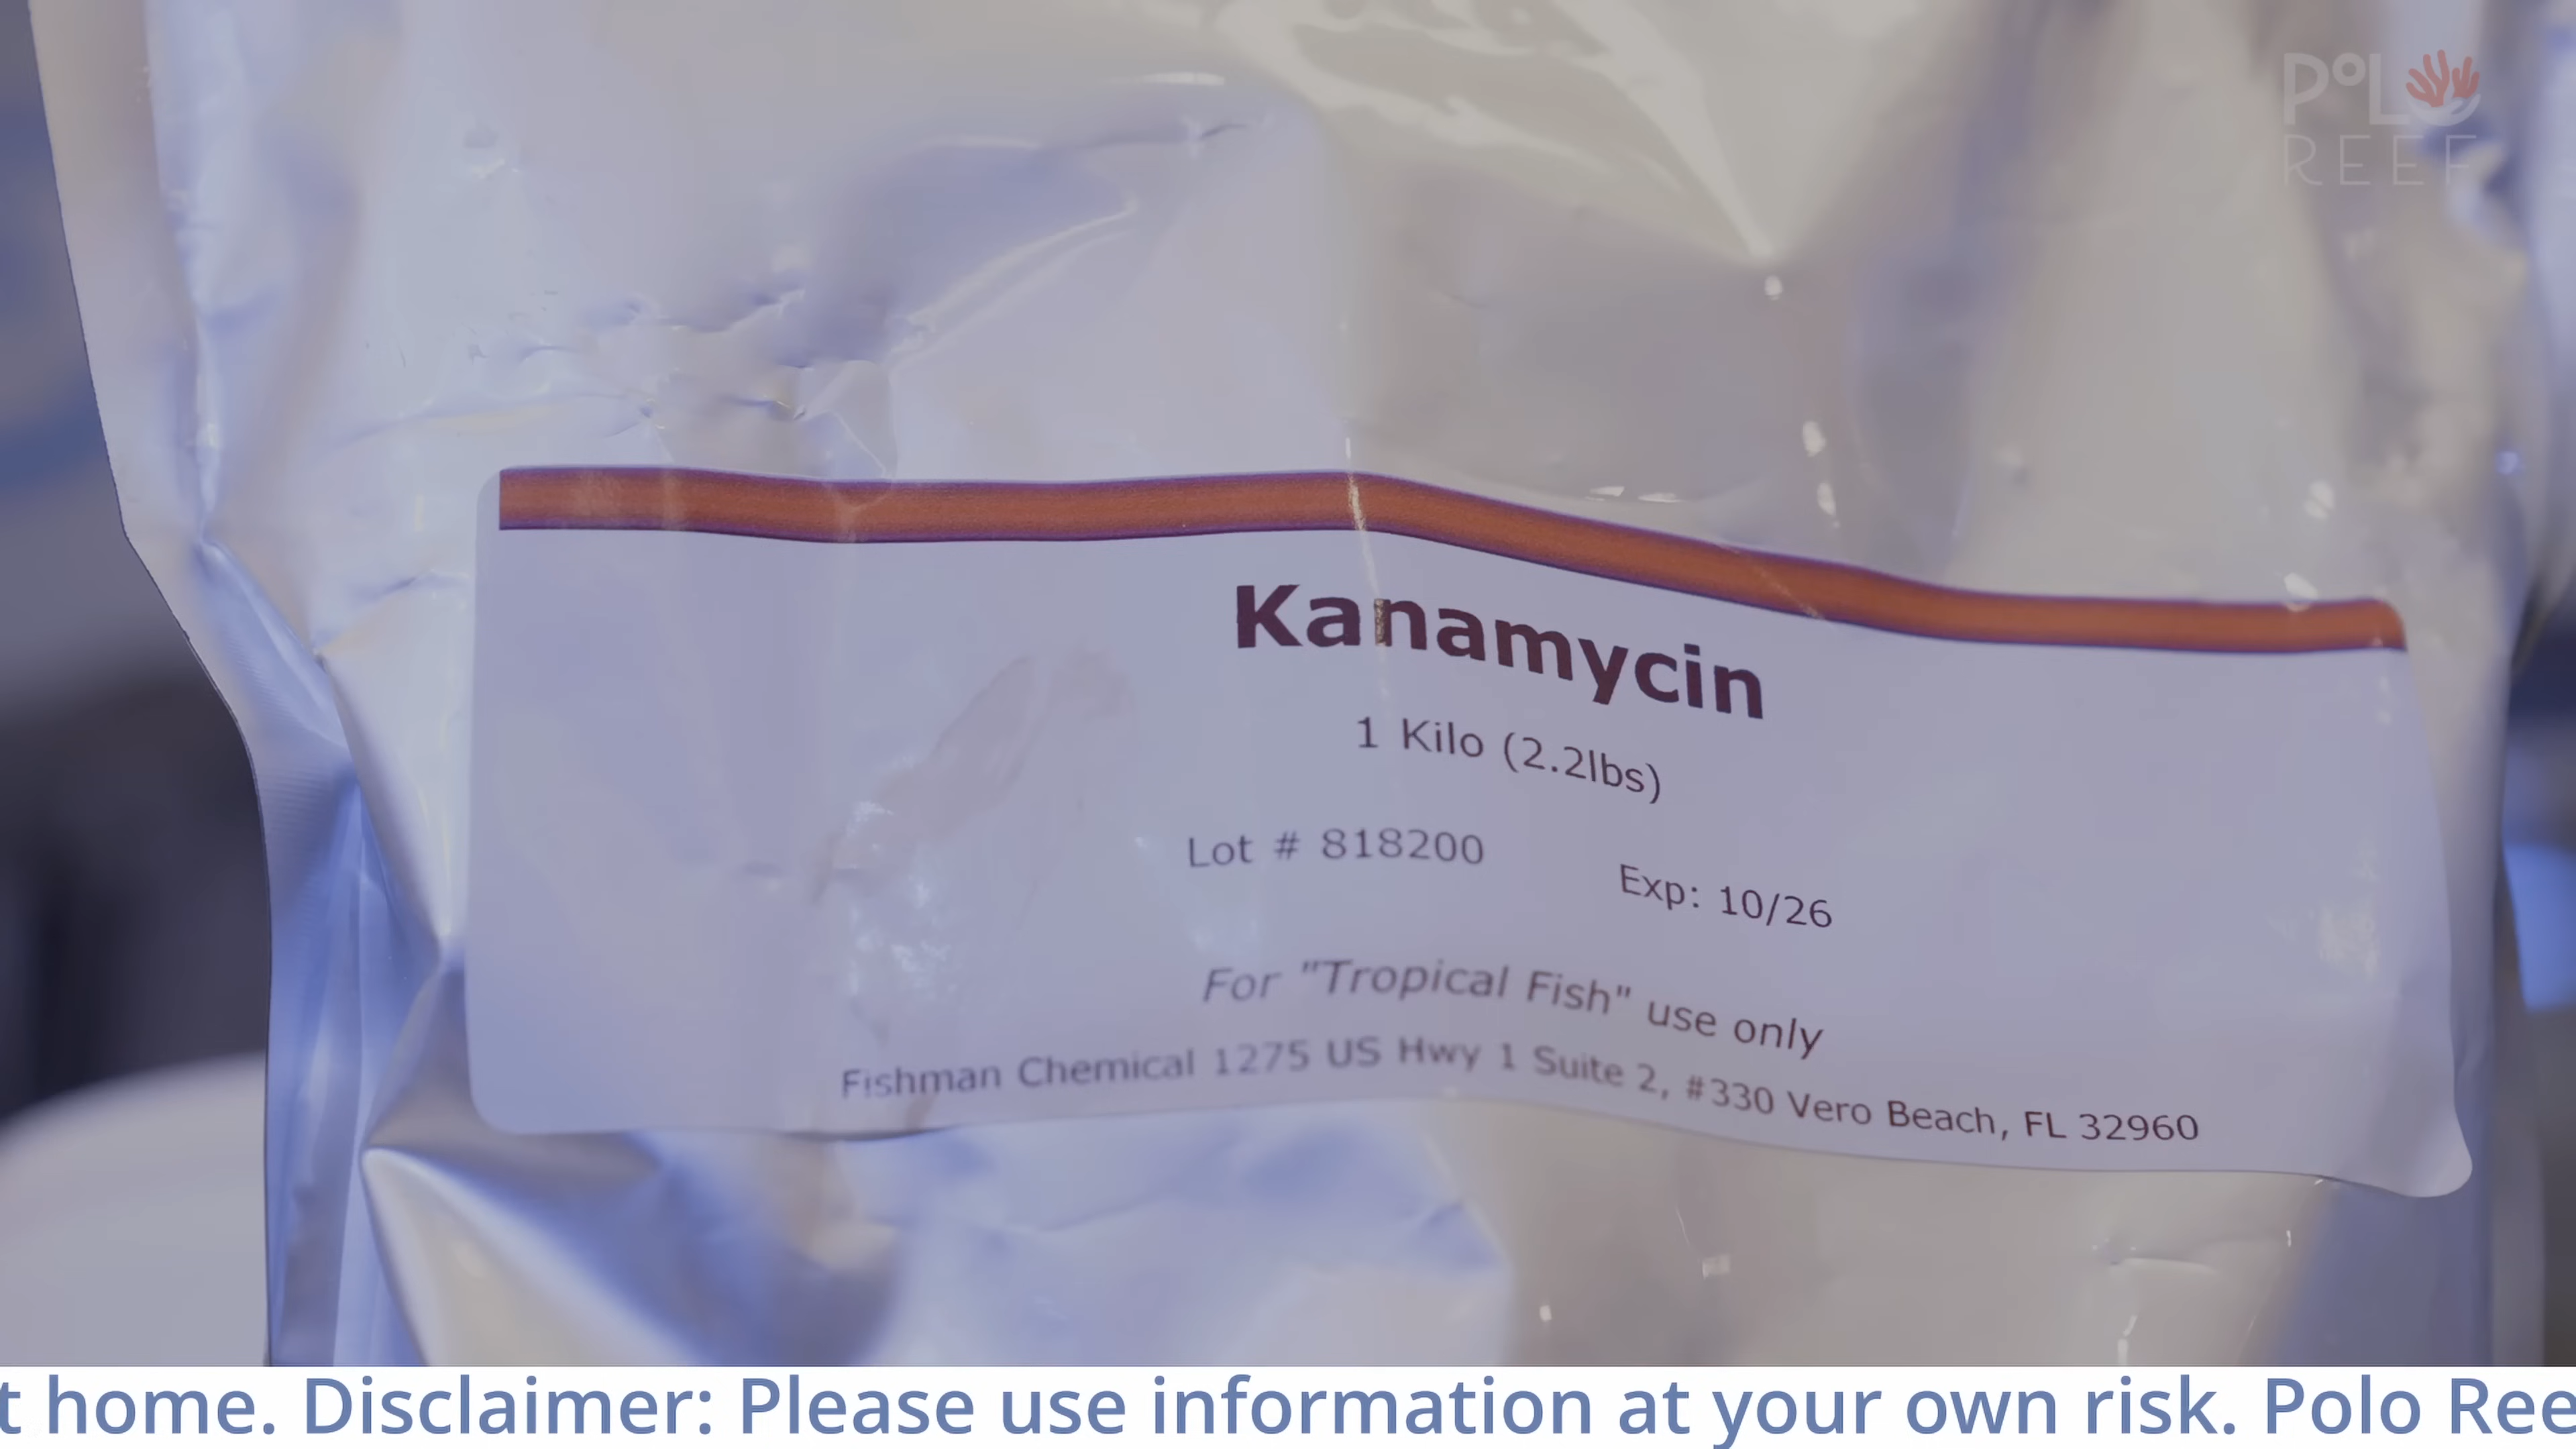 PoLO
REEF
Kanamycin
1 Kilo (2.2lbs)
Lot # 818200
Exp: 10/26
For "Tropical Fish" use only
Fishman Chemical 1275 US Hwy 1 Suite 2, #330 Vero Beach, FL 32960
t home. Disclaimer: Please use information at your own risk. Polo Ree